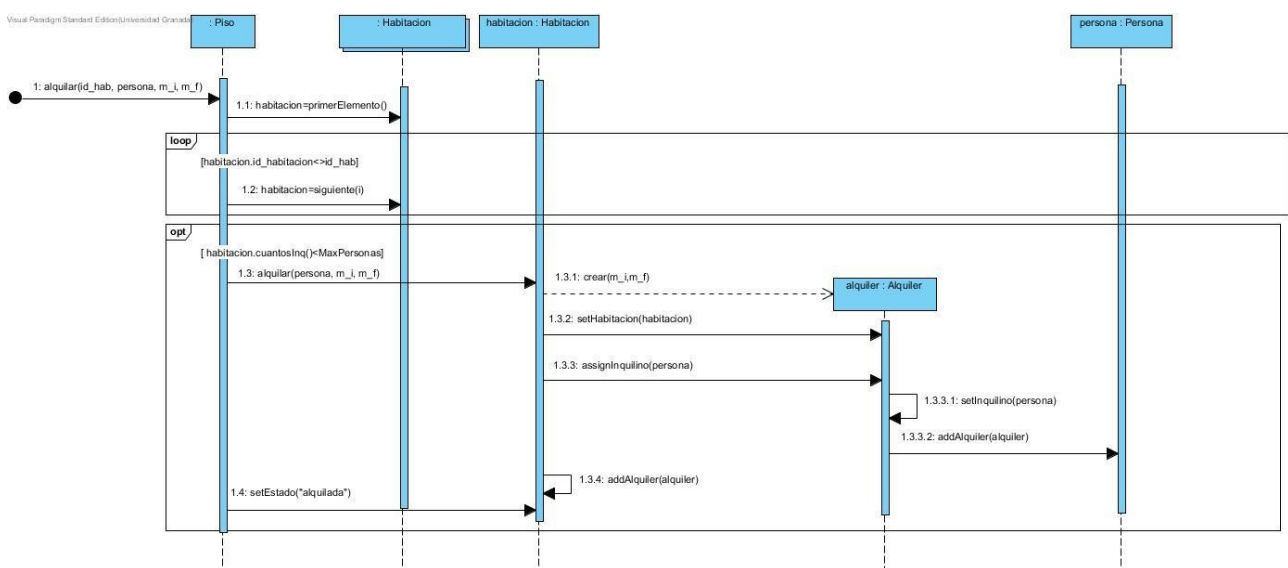 Visual Paradigm Standard Edition(Universidad Granada
: Piso
: Habitacion
habitacion : Habitacion
persona : Persona
1: alquilar(id_hab, persona, m_i, m_f)
1.1: habitacion=primerElemento()
loop
[habitacion.id_habitacion<>id_hab]
1.2: habitacion=siguiente(i)
opt
[ habitacion.cuantosInq()<MaxPersonas]
1.3: alquilar(persona, m_i, m_f)
1.3.1: crear(m_i,m_f)
alquiler : Alquiler
1.3.2: setHabitacion(habitacion)
1.3.3: assignInquilino(persona)
1.3.3.1: setInquilino(persona)
1.3.3.2: addAlquiler(alquiler)
1.3.4: addAlquiler(alquiler)
1.4: setEstado("alquilada")